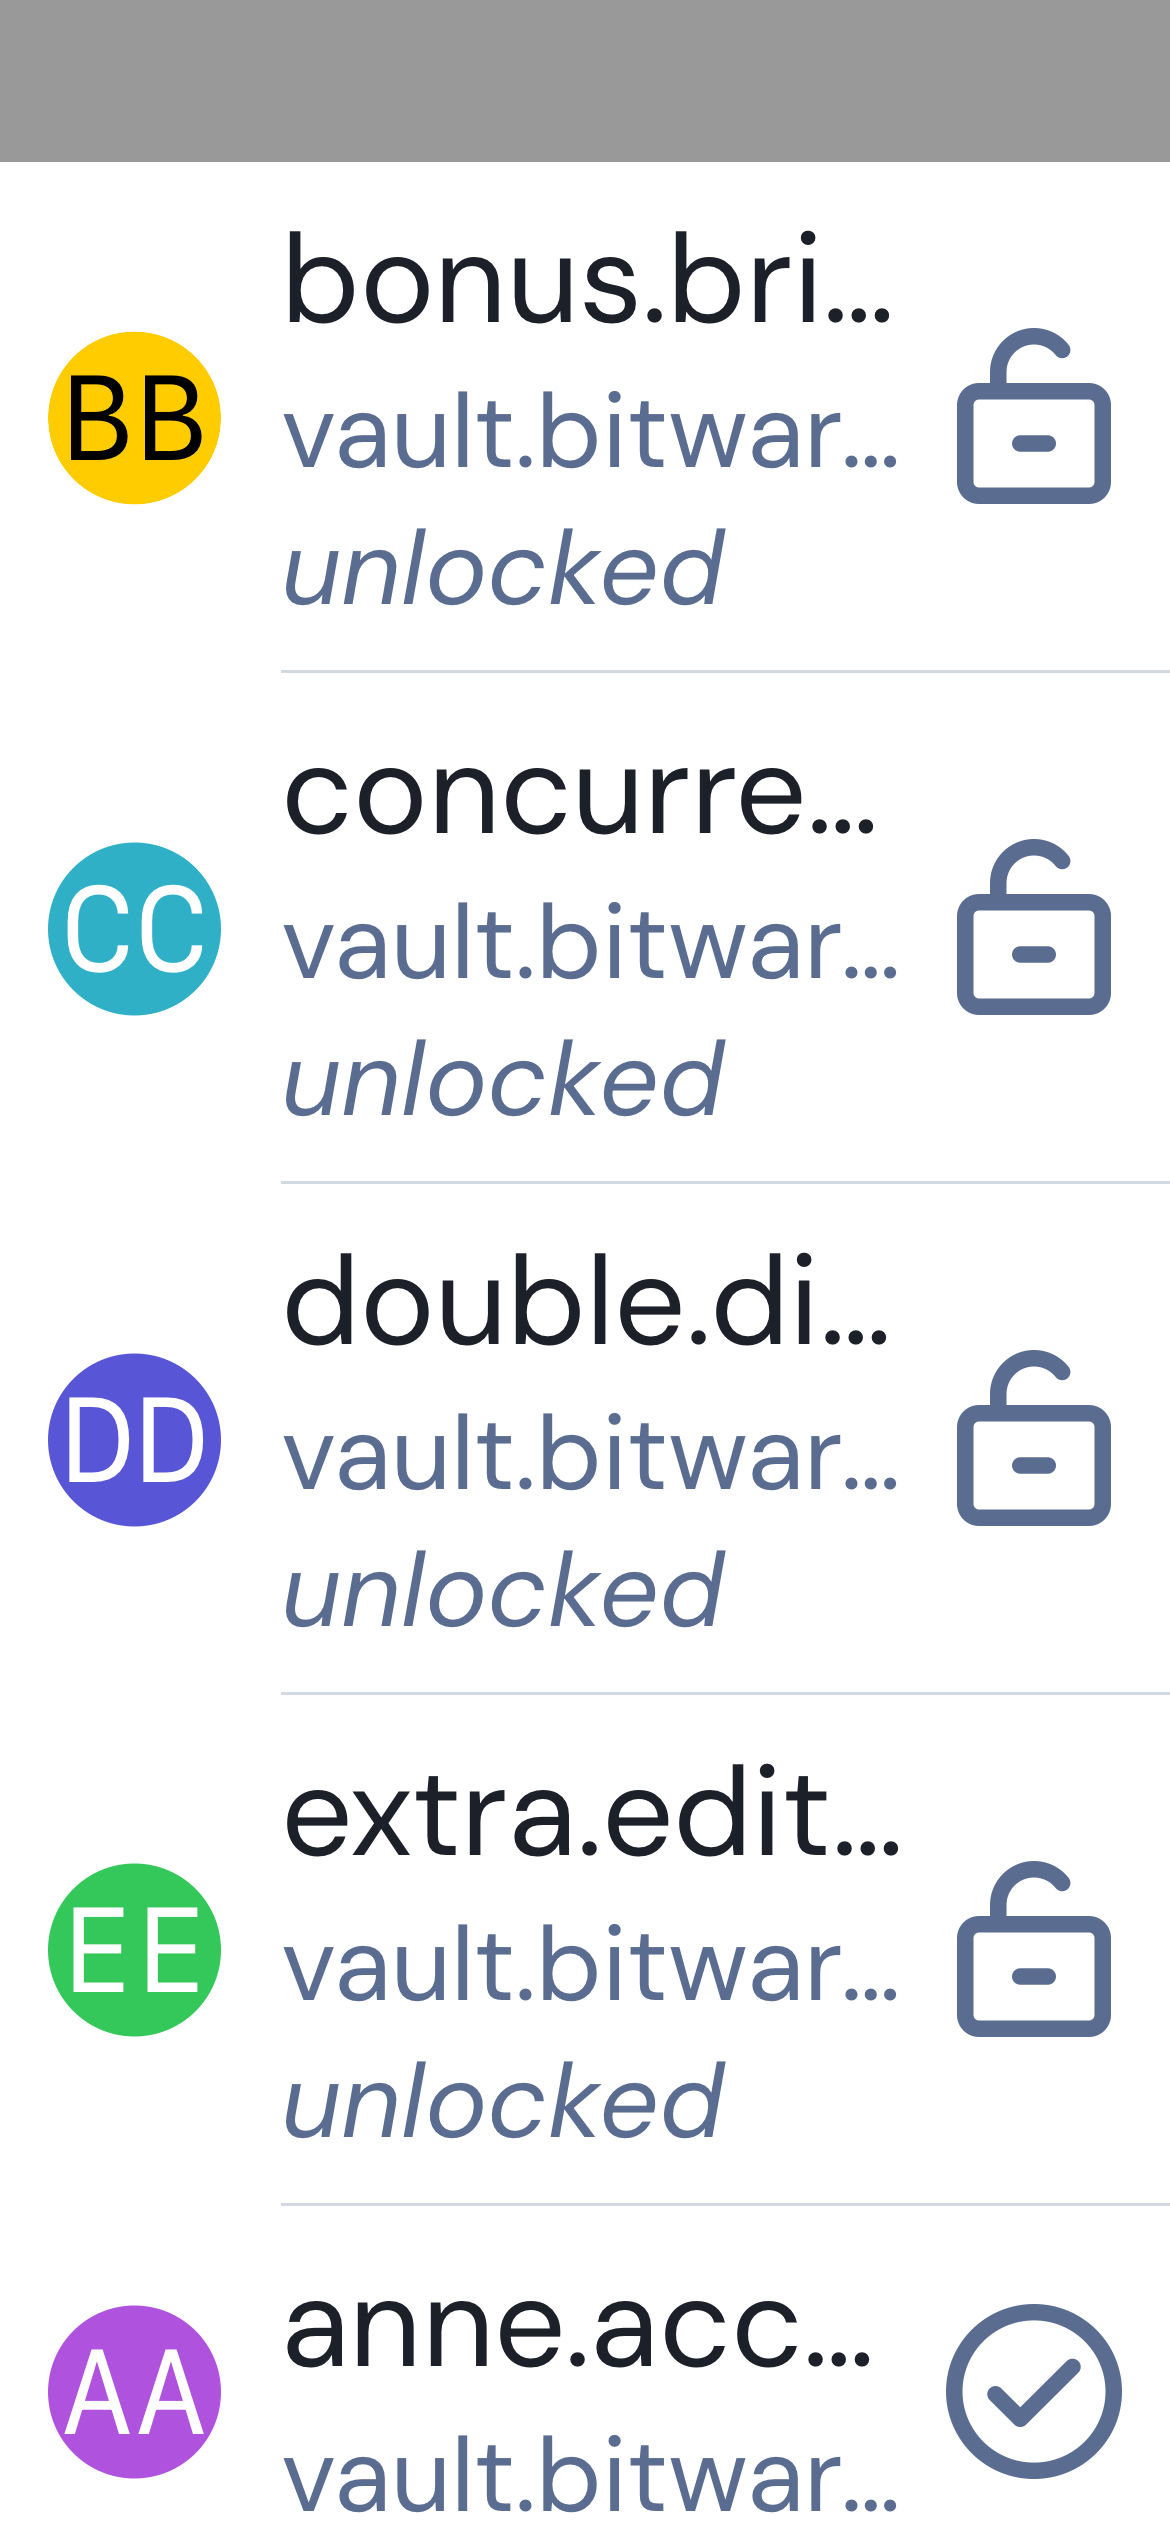 BB
bonus.bri...
vault.bitwar...
unlocked
CC
concurre...
vault.bitwar...
unlocked
DD
double.di...
vault.bitwar...
unlocked
EE
extra.edit...
vault.bitwar...
unlocked
AA
anne.acc...
vault.bitwar...